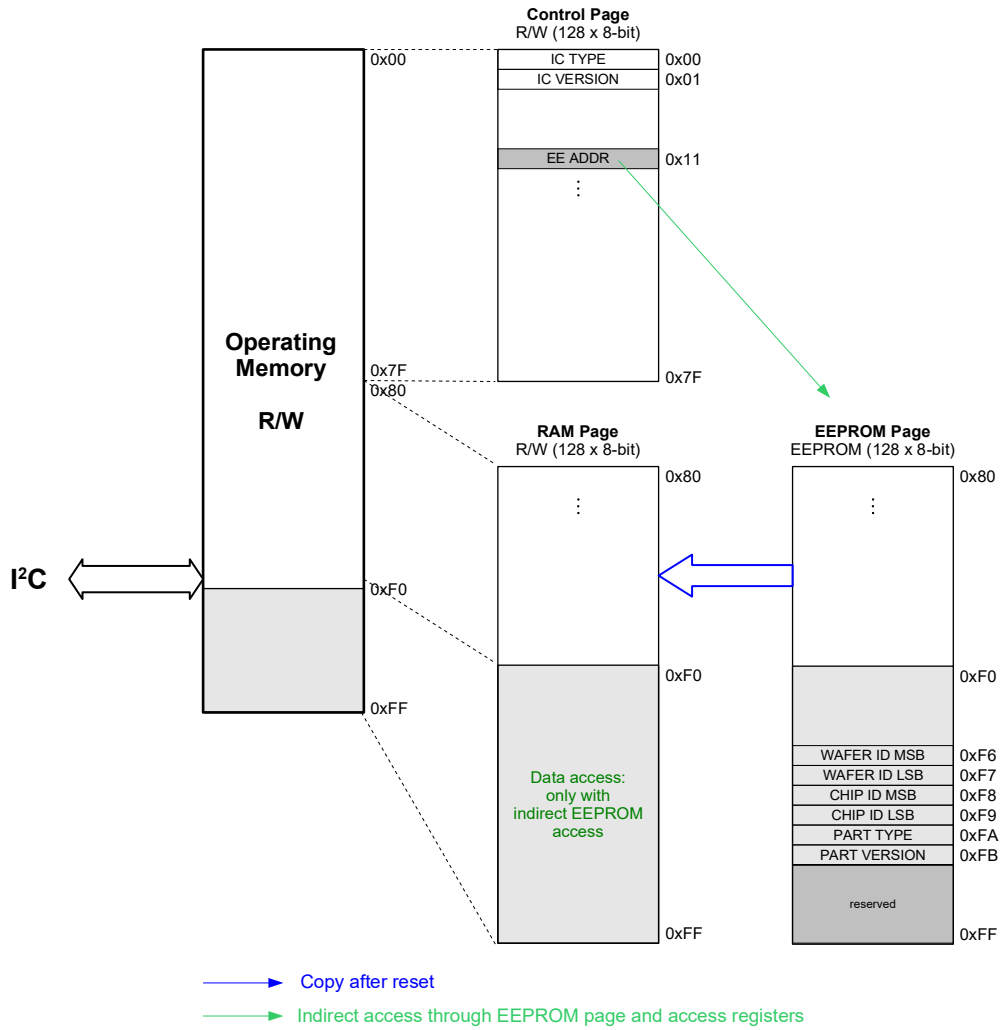 Control Page
R/W (128 x 8-bit)
0x00
IC TYPE
0x00
IC VERSION
0x01
EE ADDR
0x11
⋮
Operating
Memory
R/W
0x7F
0x80
0x7F
RAM Page
R/W (128 x 8-bit)
EEPROM Page
EEPROM (128 x 8-bit)
0x80
⋮
0x80
⋮
I²C
0xF0
0xFF
0xF0
Data access:
only with
indirect EEPROM
access
0xFF
0xF0
WAFER ID MSB
0xF6
WAFER ID LSB
0xF7
CHIP ID MSB
0xF8
CHIP ID LSB
0xF9
PART TYPE
0xFA
PART VERSION
0xFB
reserved
0xFF
Copy after reset
Indirect access through EEPROM page and access registers